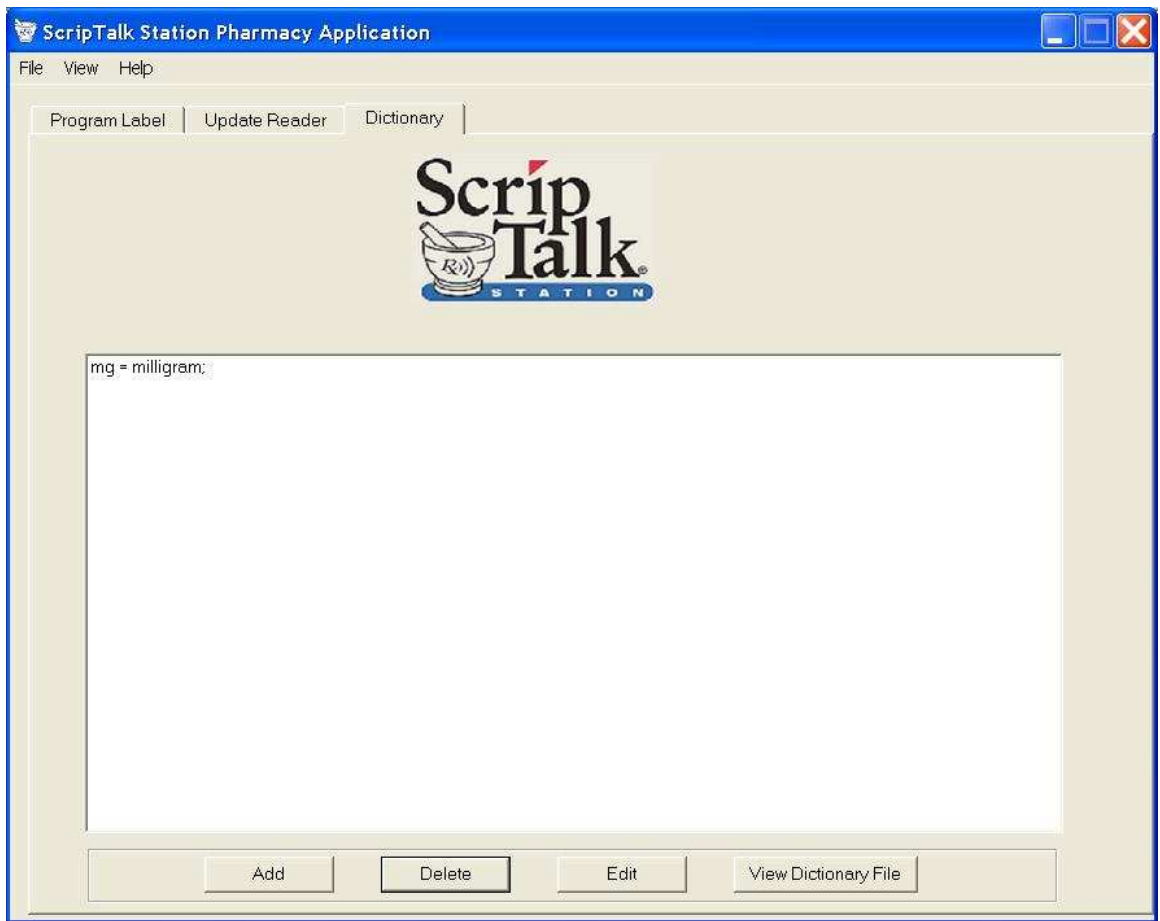 ScripTalk Station Pharmacy Application
File View Help
Program Label Update Reader Dictionary
Scrip
Talk®
STATION
mg = milligram;
Add Delete Edit View Dictionary File